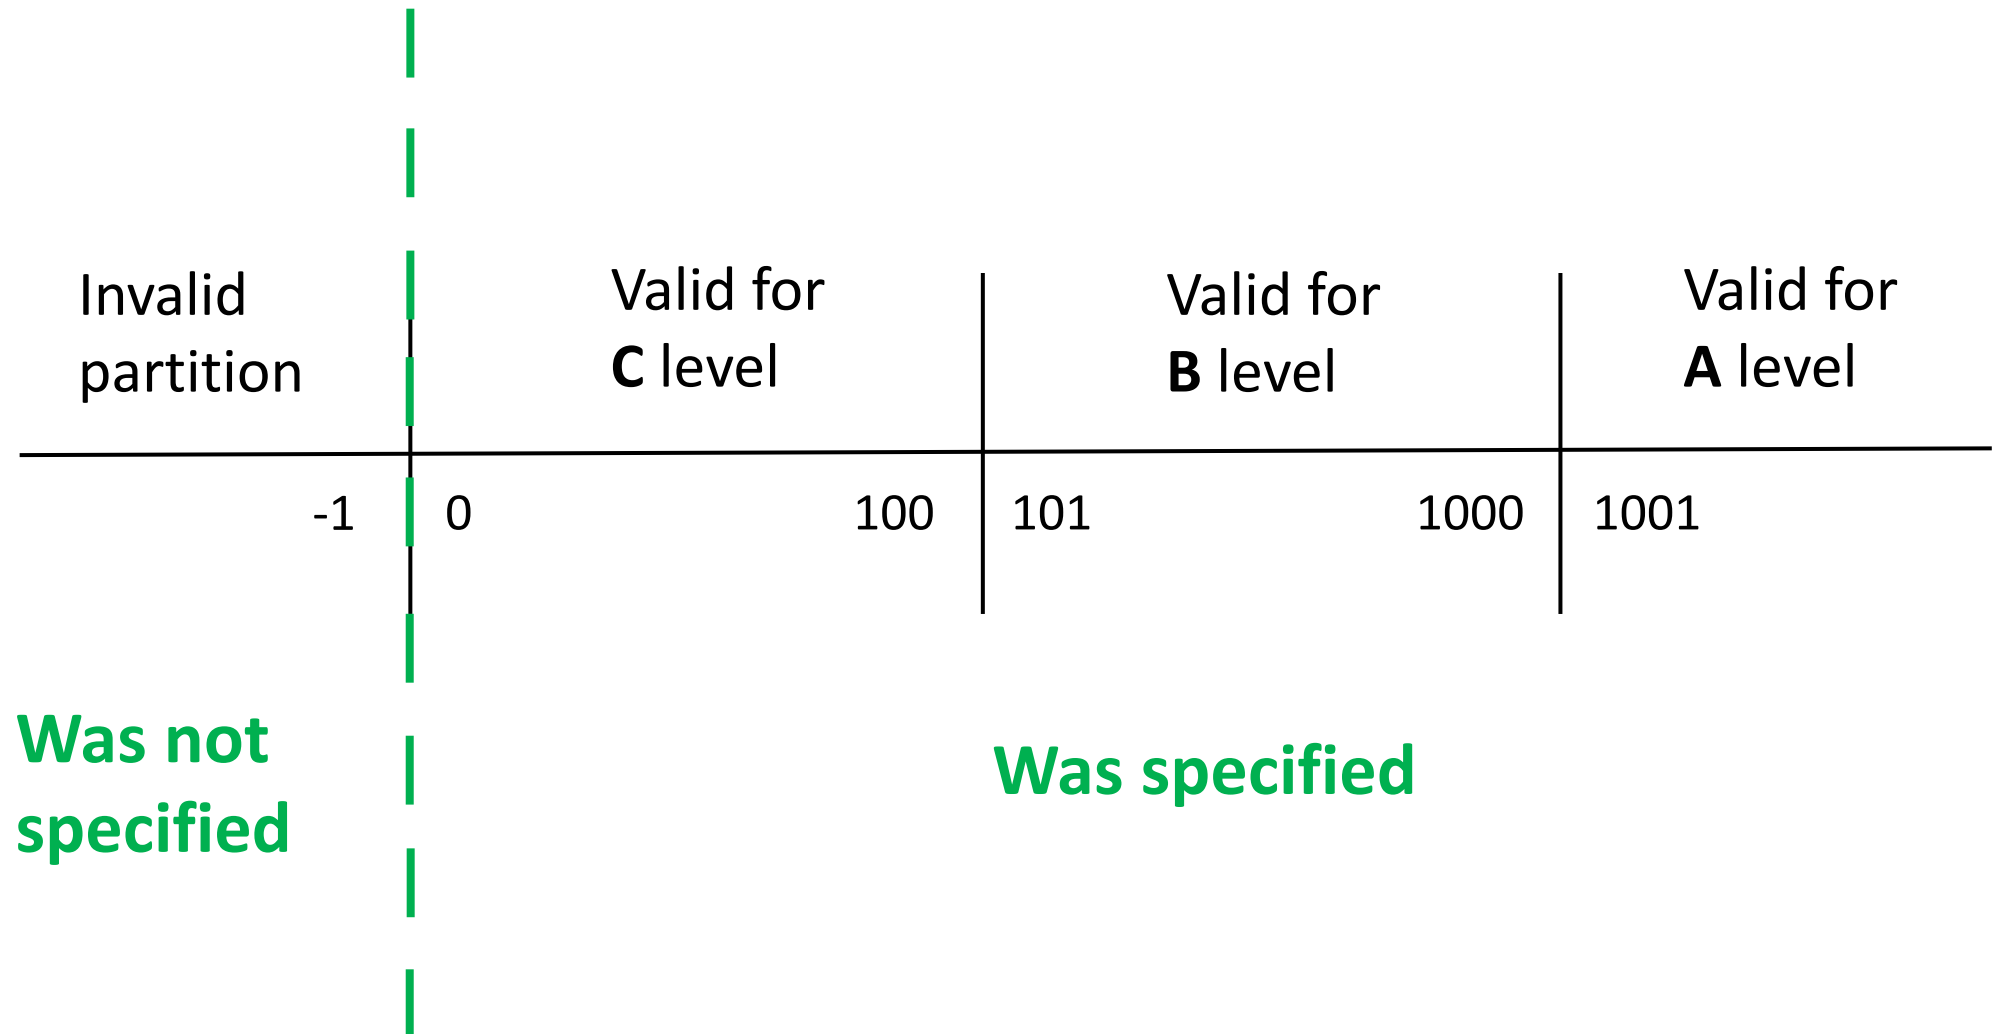 Invalid
partition
Valid for
C level
Valid for
B level
Valid for
A level
-1
0
100
101
1000
1001
Was not
specified
Was specified